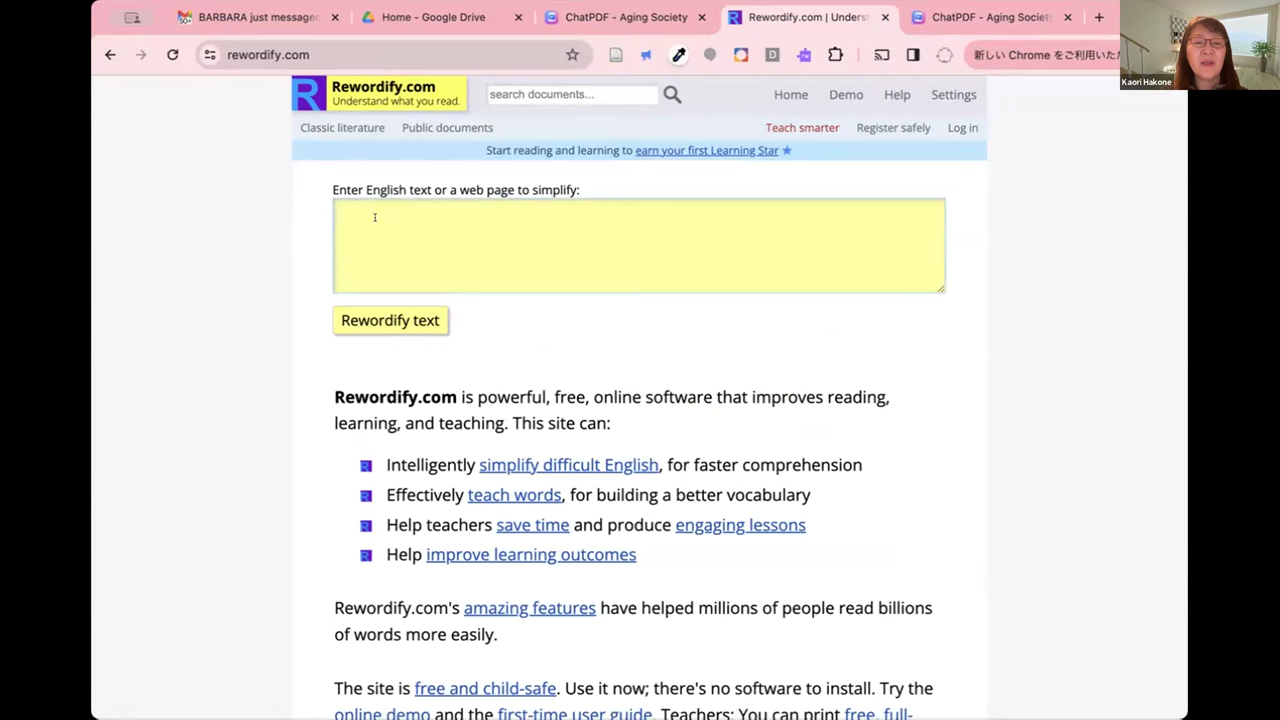 BARBARA just message
Home - Google Drive
ChatPDF - Aging Society
Rewordify.com | Unders
ChatPDF - Aging Society
rewordify.com
新しい Chrome をご利用いた
Kaori Hakone
R
Rewordify.com
Understand what you read.
search documents...
Home
Demo
Help
Settings
Classic literature
Public documents
Teach smarter
Register safely
Log in
Start reading and learning to earn your first Learning Star ★
Enter English text or a web page to simplify:
Rewordify text
Rewordify.com is powerful, free, online software that improves reading,
learning, and teaching. This site can:
Intelligently simplify difficult English, for faster comprehension
Effectively teach words, for building a better vocabulary
Help teachers save time and produce engaging lessons
Help improve learning outcomes
Rewordify.com's amazing features have helped millions of people read billions
of words more easily.
The site is free and child-safe. Use it now; there's no software to install. Try the
online demo and the first-time user guide. Teachers: You can print free, full-